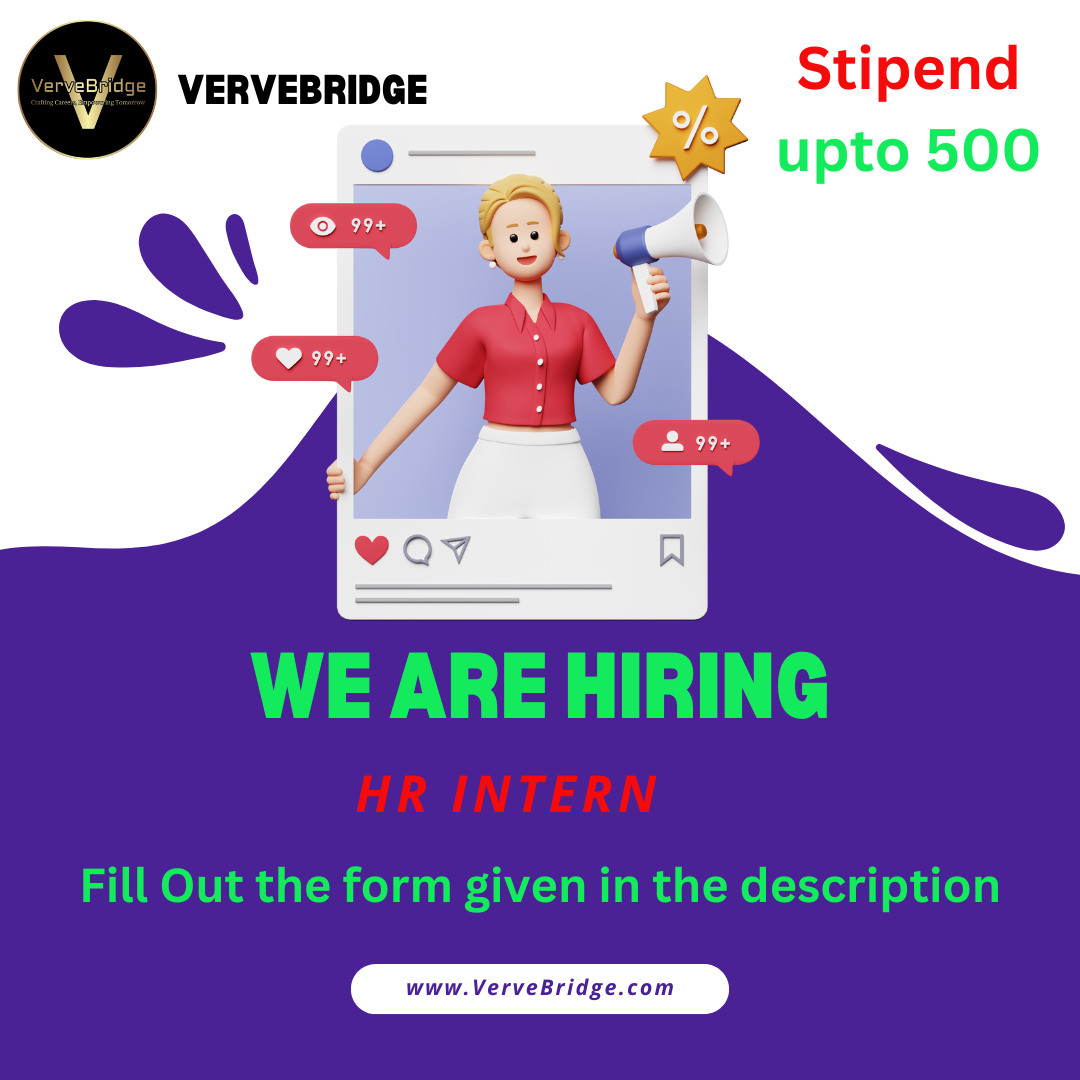 VerveBridge
Crafting Careers, Empowering Tomorrow
VERVEBRIDGE
Stipend
upto 500
%
99+
99+
99+
WE ARE HIRING
HR INTERN
Fill Out the form given in the description
www.VerveBridge.com